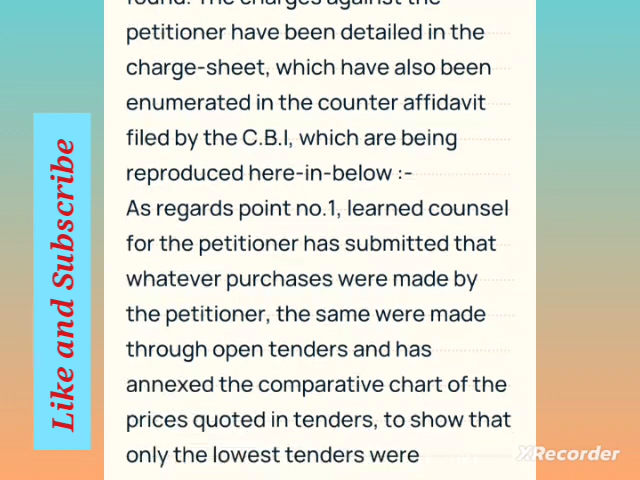 petitioner have been detailed in the
charge-sheet, which have also been
enumerated in the counter affidavit
filed by the C.B.I, which are being
reproduced here-in-below :-
As regards point no.1, learned counsel
for the petitioner has submitted that
whatever purchases were made by
the petitioner, the same were made
through open tenders and has
annexed the comparative chart of the
prices quoted in tenders, to show that
only the lowest tenders were
Like and Subscribe
XRecorder